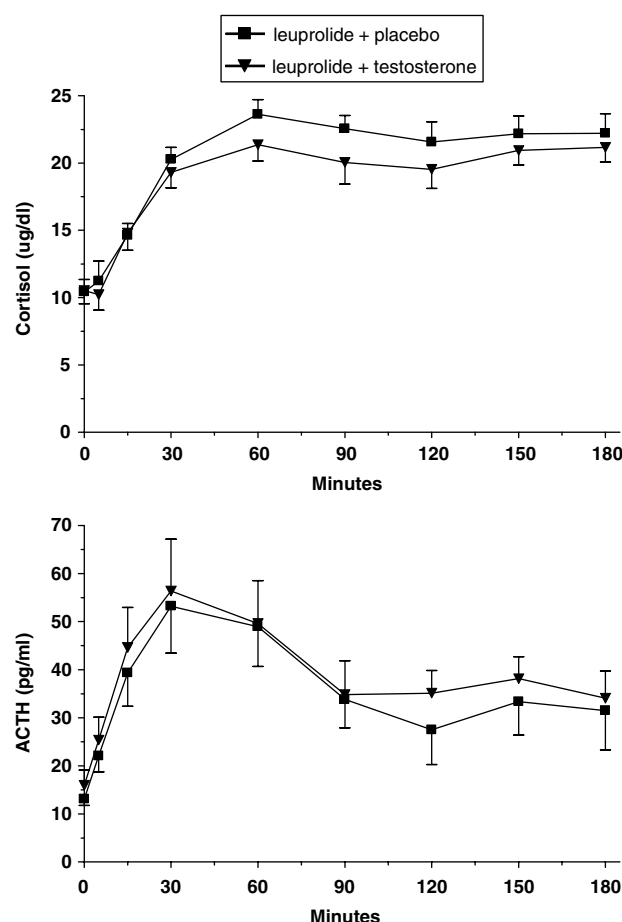 leuprolide + placebo
leuprolide + testosterone
25
20
15
10
5
0
Cortisol (ug/dl)
0 30 60 90 120 150 180
Minutes
70
60
50
40
30
20
10
0
ACTH (pg/ml)
0 30 60 90 120 150 180
Minutes